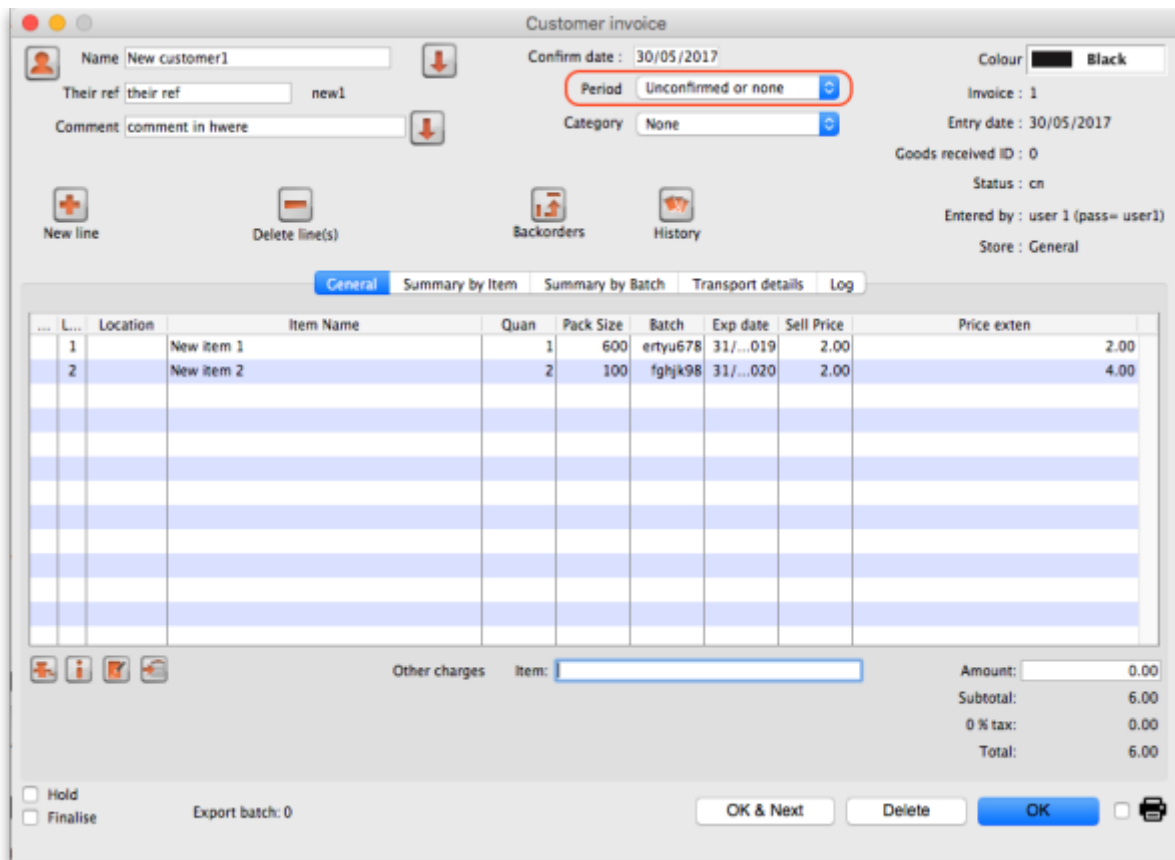 Customer invoice
Name New customer1
Confirm date : 30/05/2017
Colour Black
Their ref their ref new1
Period Unconfirmed or none
Invoice : 1
Comment comment in hwere
Category None
Entry date : 30/05/2017
Goods received ID : 0
Status : cn
Entered by : user 1 (pass= user1)
Store : General
New line
Delete line(s)
Backorders
History
General Summary by Item Summary by Batch Transport details Log
... L... Location Item Name Quan Pack Size Batch Exp date Sell Price Price exten
1 New item 1 1 600 ertyu678 31/...019 2.00 2.00
2 New item 2 2 100 fghjk98 31/...020 2.00 4.00
Other charges Item: Amount: 0.00
Subtotal: 6.00
0 % tax: 0.00
Total: 6.00
Hold
Finalise
Export batch: 0
OK & Next Delete OK